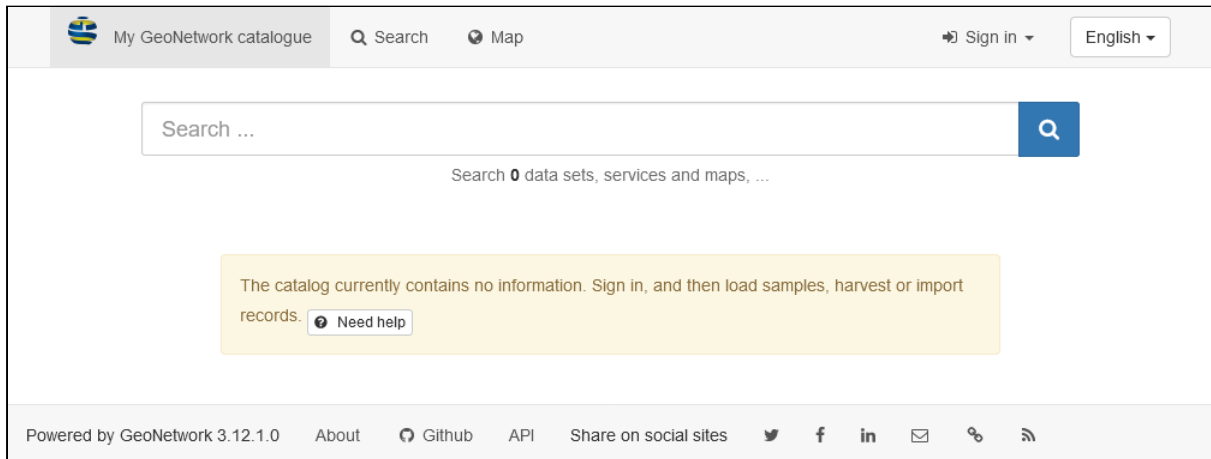 My GeoNetwork catalogue Search Map Sign in English
Search ...
Search 0 data sets, services and maps, ...
The catalog currently contains no information. Sign in, and then load samples, harvest or import
records. Need help
Powered by GeoNetwork 3.12.1.0 About Github API Share on social sites